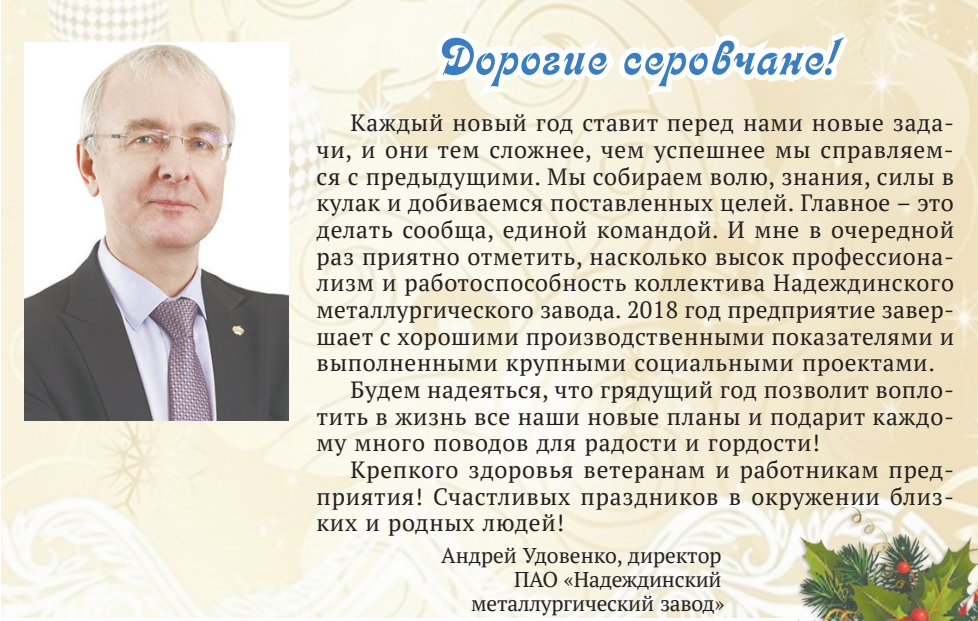 Дорогие серовчане!
Каждый новый год ставит перед нами новые зада-
чи, и они тем сложнее, чем успешнее мы справляем-
ся с предыдущими. Мы собираем волю, знания, силы в
кулак и добиваемся поставленных целей. Главное – это
делать сообща, единой командой. И мне в очередной
раз приятно отметить, насколько высок профессиона-
лизм и работоспособность коллектива Надеждинского
металлургического завода. 2018 год предприятие завер-
шает с хорошими производственными показателями и
выполненными крупными социальными проектами.
Будем надеяться, что грядущий год позволит вопло-
тить в жизнь все наши новые планы и подарит каждо-
му много поводов для радости и гордости!
Крепкого здоровья ветеранам и работникам пред-
приятия! Счастливых праздников в окружении близ-
ких и родных людей!
Андрей Удовенко, директор
ПАО «Надеждинский
металлургический завод»